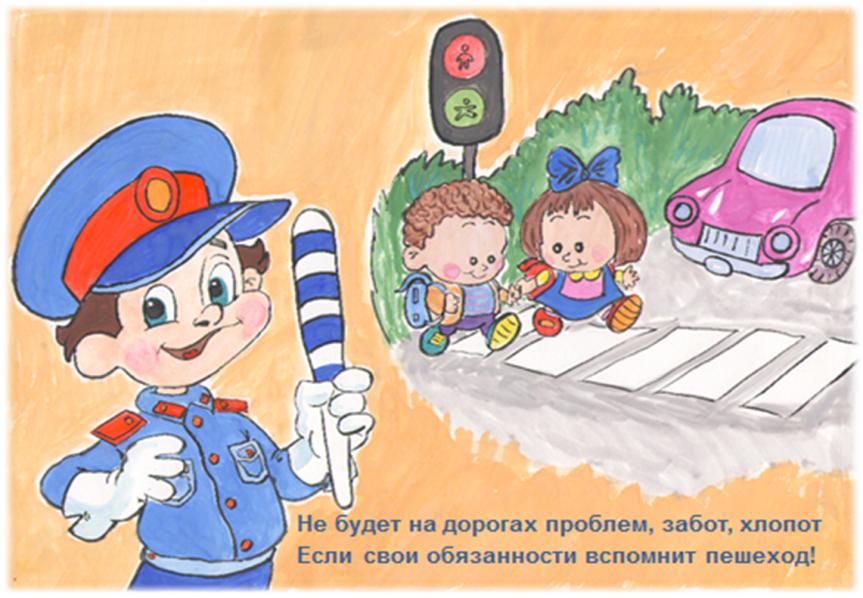 Не будет на дорогах проблем, забот, хлопот
Если свои обязанности вспомнит пешеход!